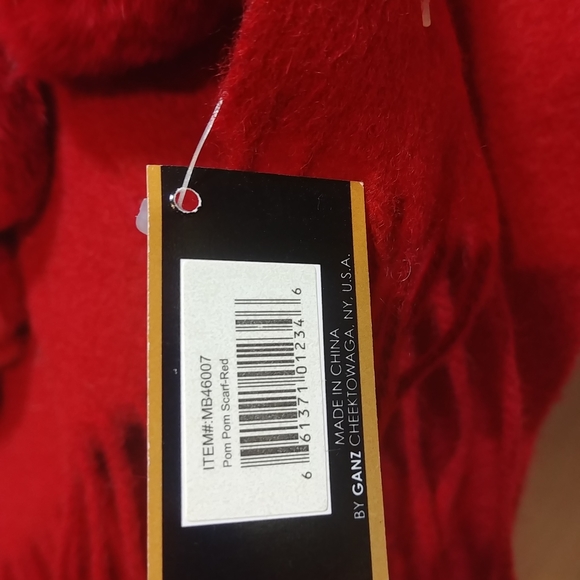 ITEM#:MB46007
Pom Pom Scarf-Red
6 61371 01234 6
MADE IN CHINA
BY GANZ CHEEKTOWAGA, NY, U.S.A.